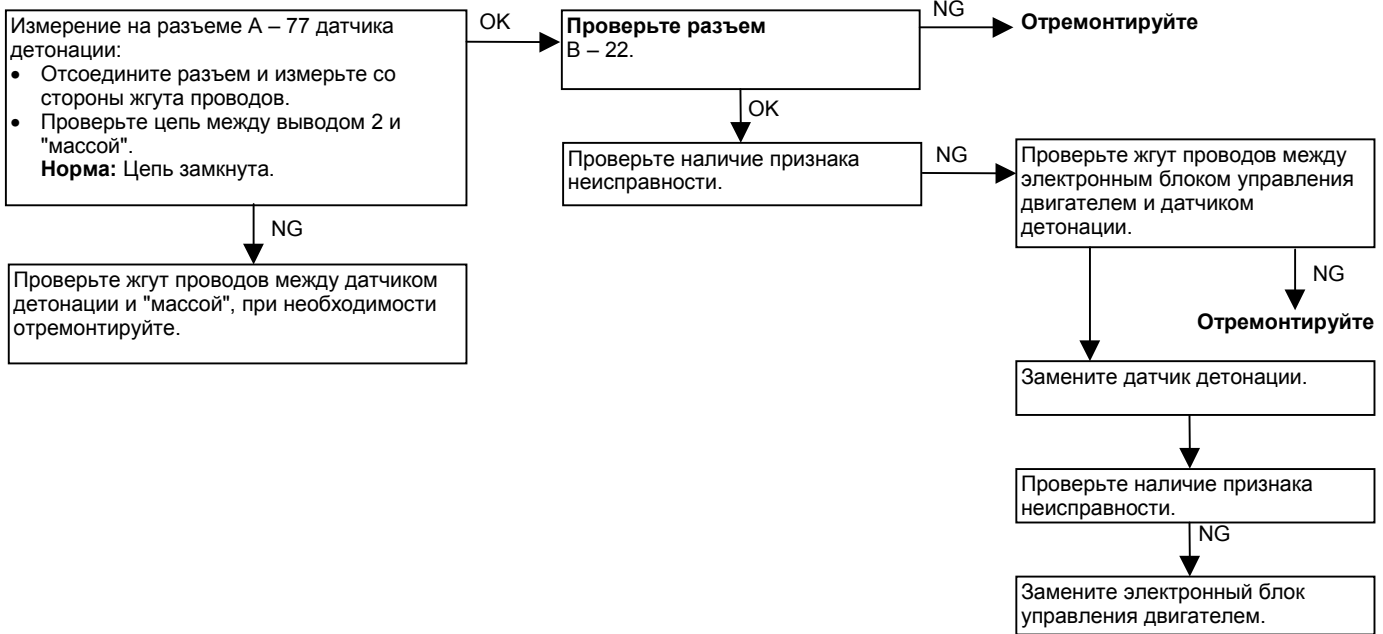 Измерение на разъеме А – 77 датчика
детонации:
• Отсоедините разъем и измерьте со
стороны жгута проводов.
• Проверьте цепь между выводом 2 и
"массой".
Норма: Цепь замкнута.
OK
Проверьте разъем
В – 22.
NG
Отремонтируйте
OK
NG
Проверьте жгут проводов между датчиком
детонации и "массой", при необходимости
отремонтируйте.
Проверьте наличие признака
неисправности.
NG
Проверьте жгут проводов между
электронным блоком управления
двигателем и датчиком
детонации.
NG
Отремонтируйте
Замените датчик детонации.
Проверьте наличие признака
неисправности.
NG
Замените электронный блок
управления двигателем.